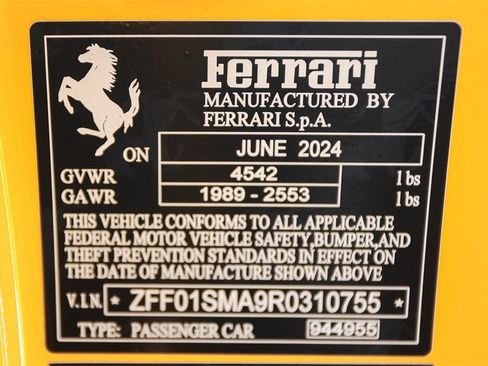 Ferrari
MANUFACTURED BY
FERRARI S.p.A.
ON JUNE 2024
GVWR 4542 lbs
GAWR 1989 - 2553 lbs
THIS VEHICLE CONFORMS TO ALL APPLICABLE
FEDERAL MOTOR VEHICLE SAFETY,BUMPER,AND
THEFT PREVENTION STANDARDS IN EFFECT ON
THE DATE OF MANUFACTURE SHOWN ABOVE
V.I.N. * ZFF01SMA9R0310755 *
TYPE: PASSENGER CAR 944955